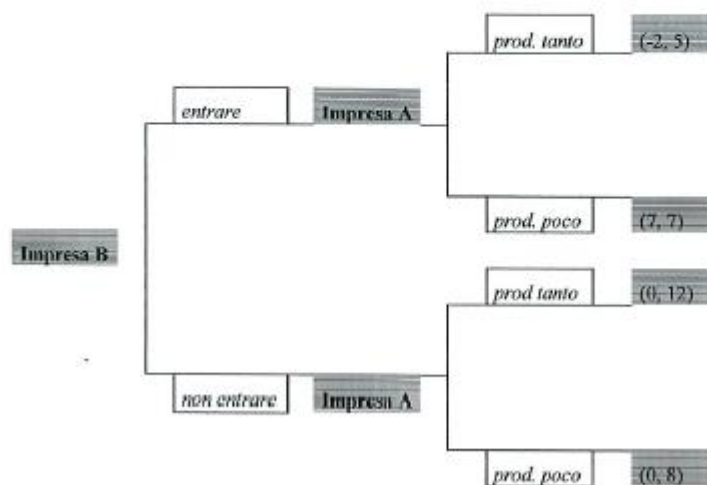 prod. tanto
(-2, 5)
entrare
Impresa A
prod. poco
(7, 7)
Impresa B
prod tanto
(0, 12)
non entrare
Impresa A
prod. poco
(0, 8)